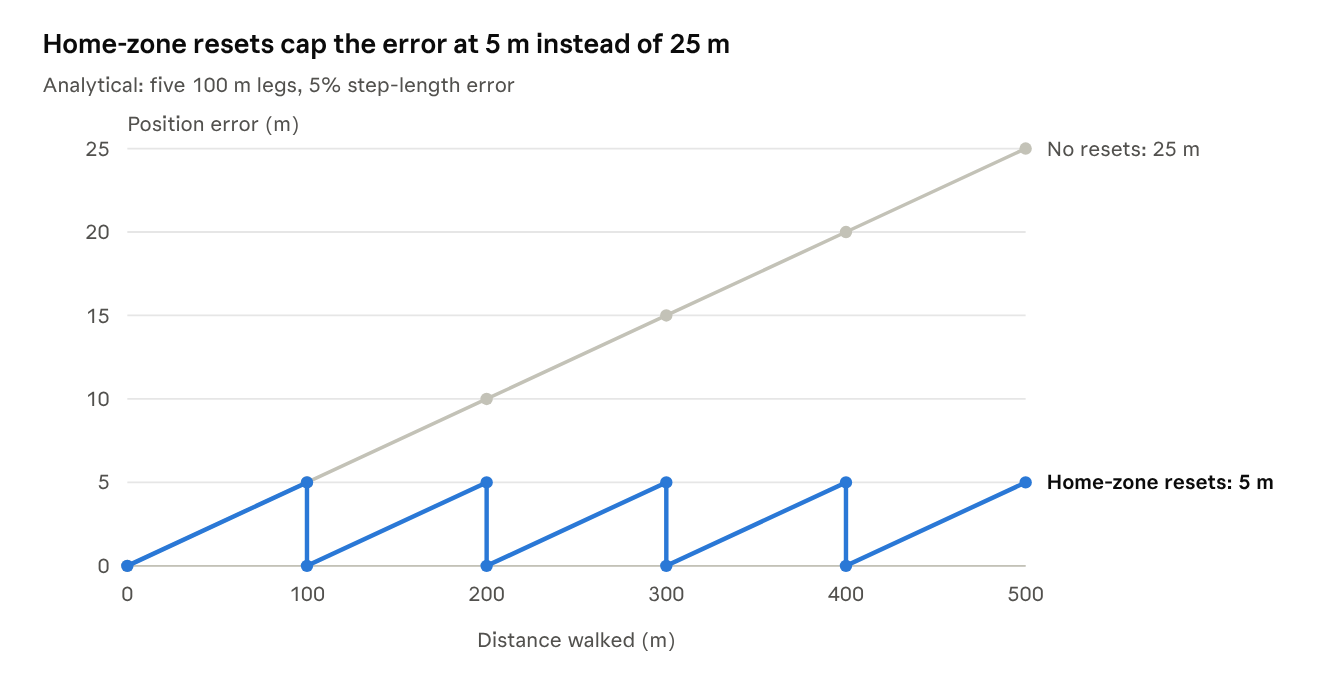 Home-zone resets cap the error at 5 m instead of 25 m
Analytical: five 100 m legs, 5% step-length error
Position error (m)
25
No resets: 25 m
20
15
10
5
Home-zone resets: 5 m
0
0 100 200 300 400 500
Distance walked (m)